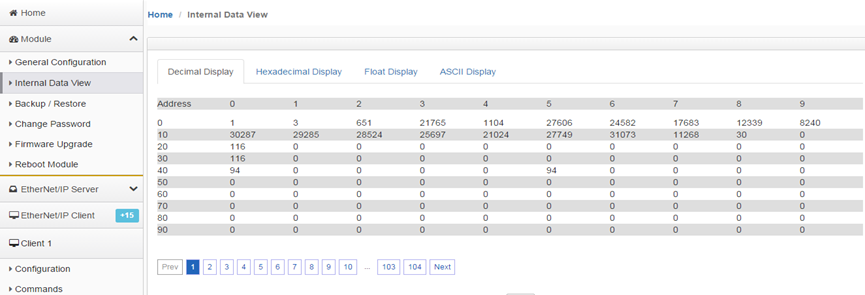 Home
Module
General Configuration
Internal Data View
Backup / Restore
Change Password
Firmware Upgrade
Reboot Module
EtherNet/IP Server
EtherNet/IP Client +15
Client 1
Configuration
Commands
Home / Internal Data View
Decimal Display Hexadecimal Display Float Display ASCII Display
Address 0 1 2 3 4 5 6 7 8 9
0 1 3 651 21765 1104 27606 24582 17683 12339 8240
10 30287 29285 28524 25697 21024 27749 31073 11268 30 0
20 116 0 0 0 0 0 0 0 0 0
30 116 0 0 0 0 0 0 0 0 0
40 94 0 0 0 0 94 0 0 0 0
50 0 0 0 0 0 0 0 0 0 0
60 0 0 0 0 0 0 0 0 0 0
70 0 0 0 0 0 0 0 0 0 0
80 0 0 0 0 0 0 0 0 0 0
90 0 0 0 0 0 0 0 0 0 0
Prev 1 2 3 4 5 6 7 8 9 10 ... 103 104 Next